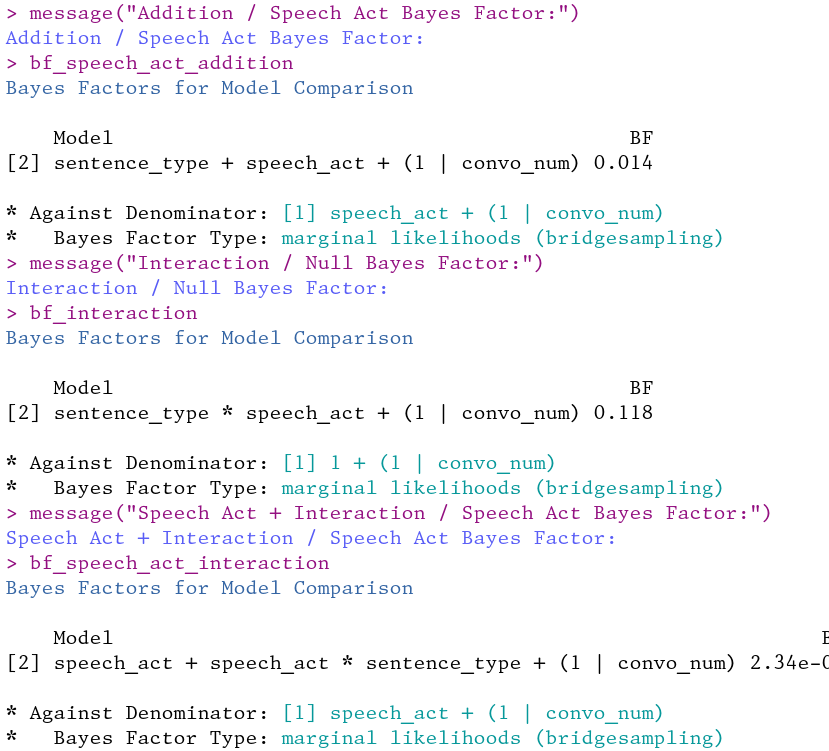 > message("Addition / Speech Act Bayes Factor:")
Addition / Speech Act Bayes Factor:
> bf_speech_act_addition
Bayes Factors for Model Comparison
    Model                                           BF
[2] sentence_type + speech_act + (1 | convo_num) 0.014
* Against Denominator: [1] speech_act + (1 | convo_num)
*   Bayes Factor Type: marginal likelihoods (bridgesampling)
> message("Interaction / Null Bayes Factor:")
Interaction / Null Bayes Factor:
> bf_interaction
Bayes Factors for Model Comparison
    Model                                           BF
[2] sentence_type * speech_act + (1 | convo_num) 0.118
* Against Denominator: [1] 1 + (1 | convo_num)
*   Bayes Factor Type: marginal likelihoods (bridgesampling)
> message("Speech Act + Interaction / Speech Act Bayes Factor:")
Speech Act + Interaction / Speech Act Bayes Factor:
> bf_speech_act_interaction
Bayes Factors for Model Comparison
    Model
[2] speech_act + speech_act * sentence_type + (1 | convo_num)
* Against Denominator: [1] speech_act + (1 | convo_num)
*   Bayes Factor Type: marginal likelihoods (bridgesampling)